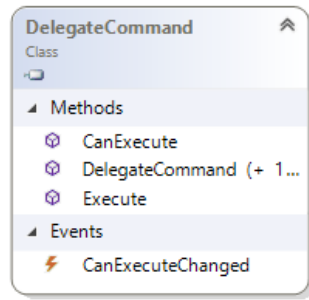 DelegateCommand
Class
Methods
CanExecute
DelegateCommand (+ 1...
Execute
Events
CanExecuteChanged